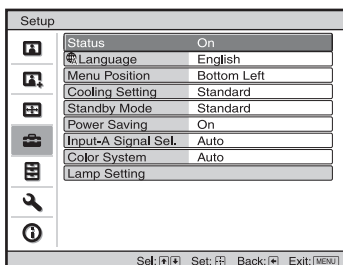 Setup
Status On
Language English
Menu Position Bottom Left
Cooling Setting Standard
Standby Mode Standard
Power Saving On
Input-A Signal Sel. Auto
Color System Auto
Lamp Setting
Sel: Set: Back: Exit: MENU